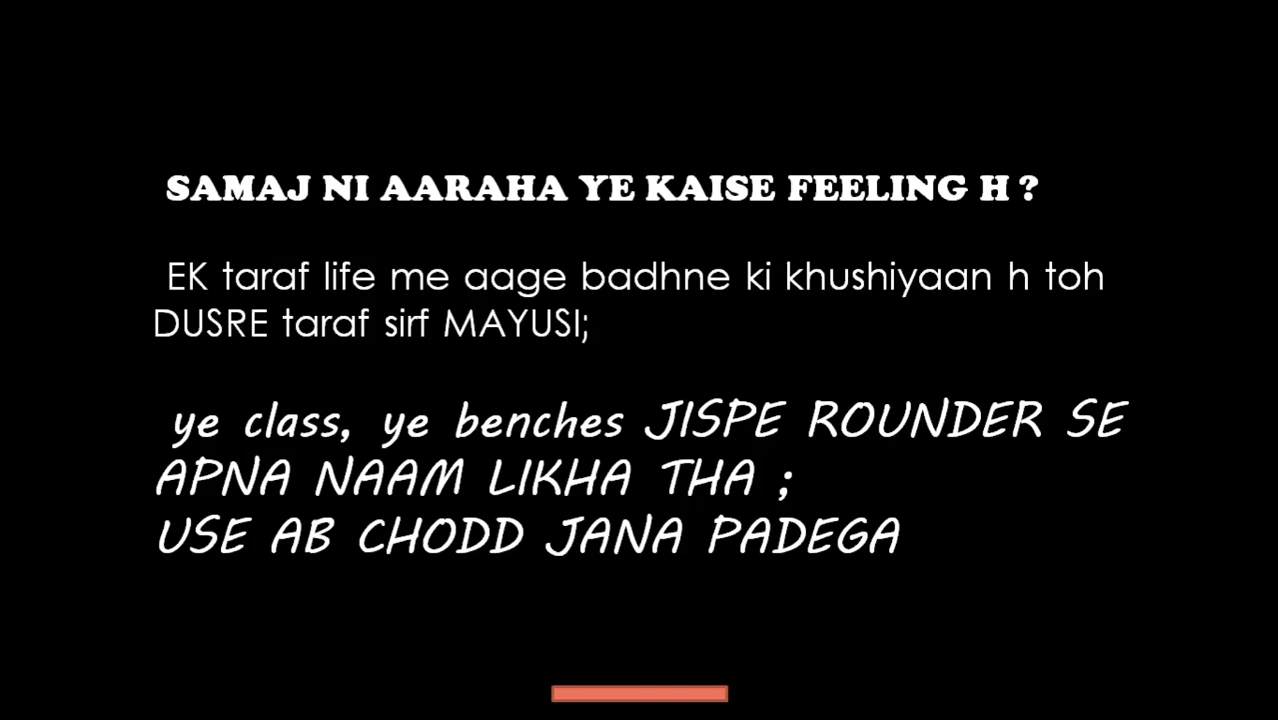 SAMAJ NI AARAHA YE KAISE FEELING H ?
EK taraf life me aage badhne ki khushiyaan h toh
DUSRE taraf sirf MAYUSI;
ye class, ye benches JISPE ROUNDER SE
APNA NAAM LIKHA THA ;
USE AB CHODD JANA PADEGA